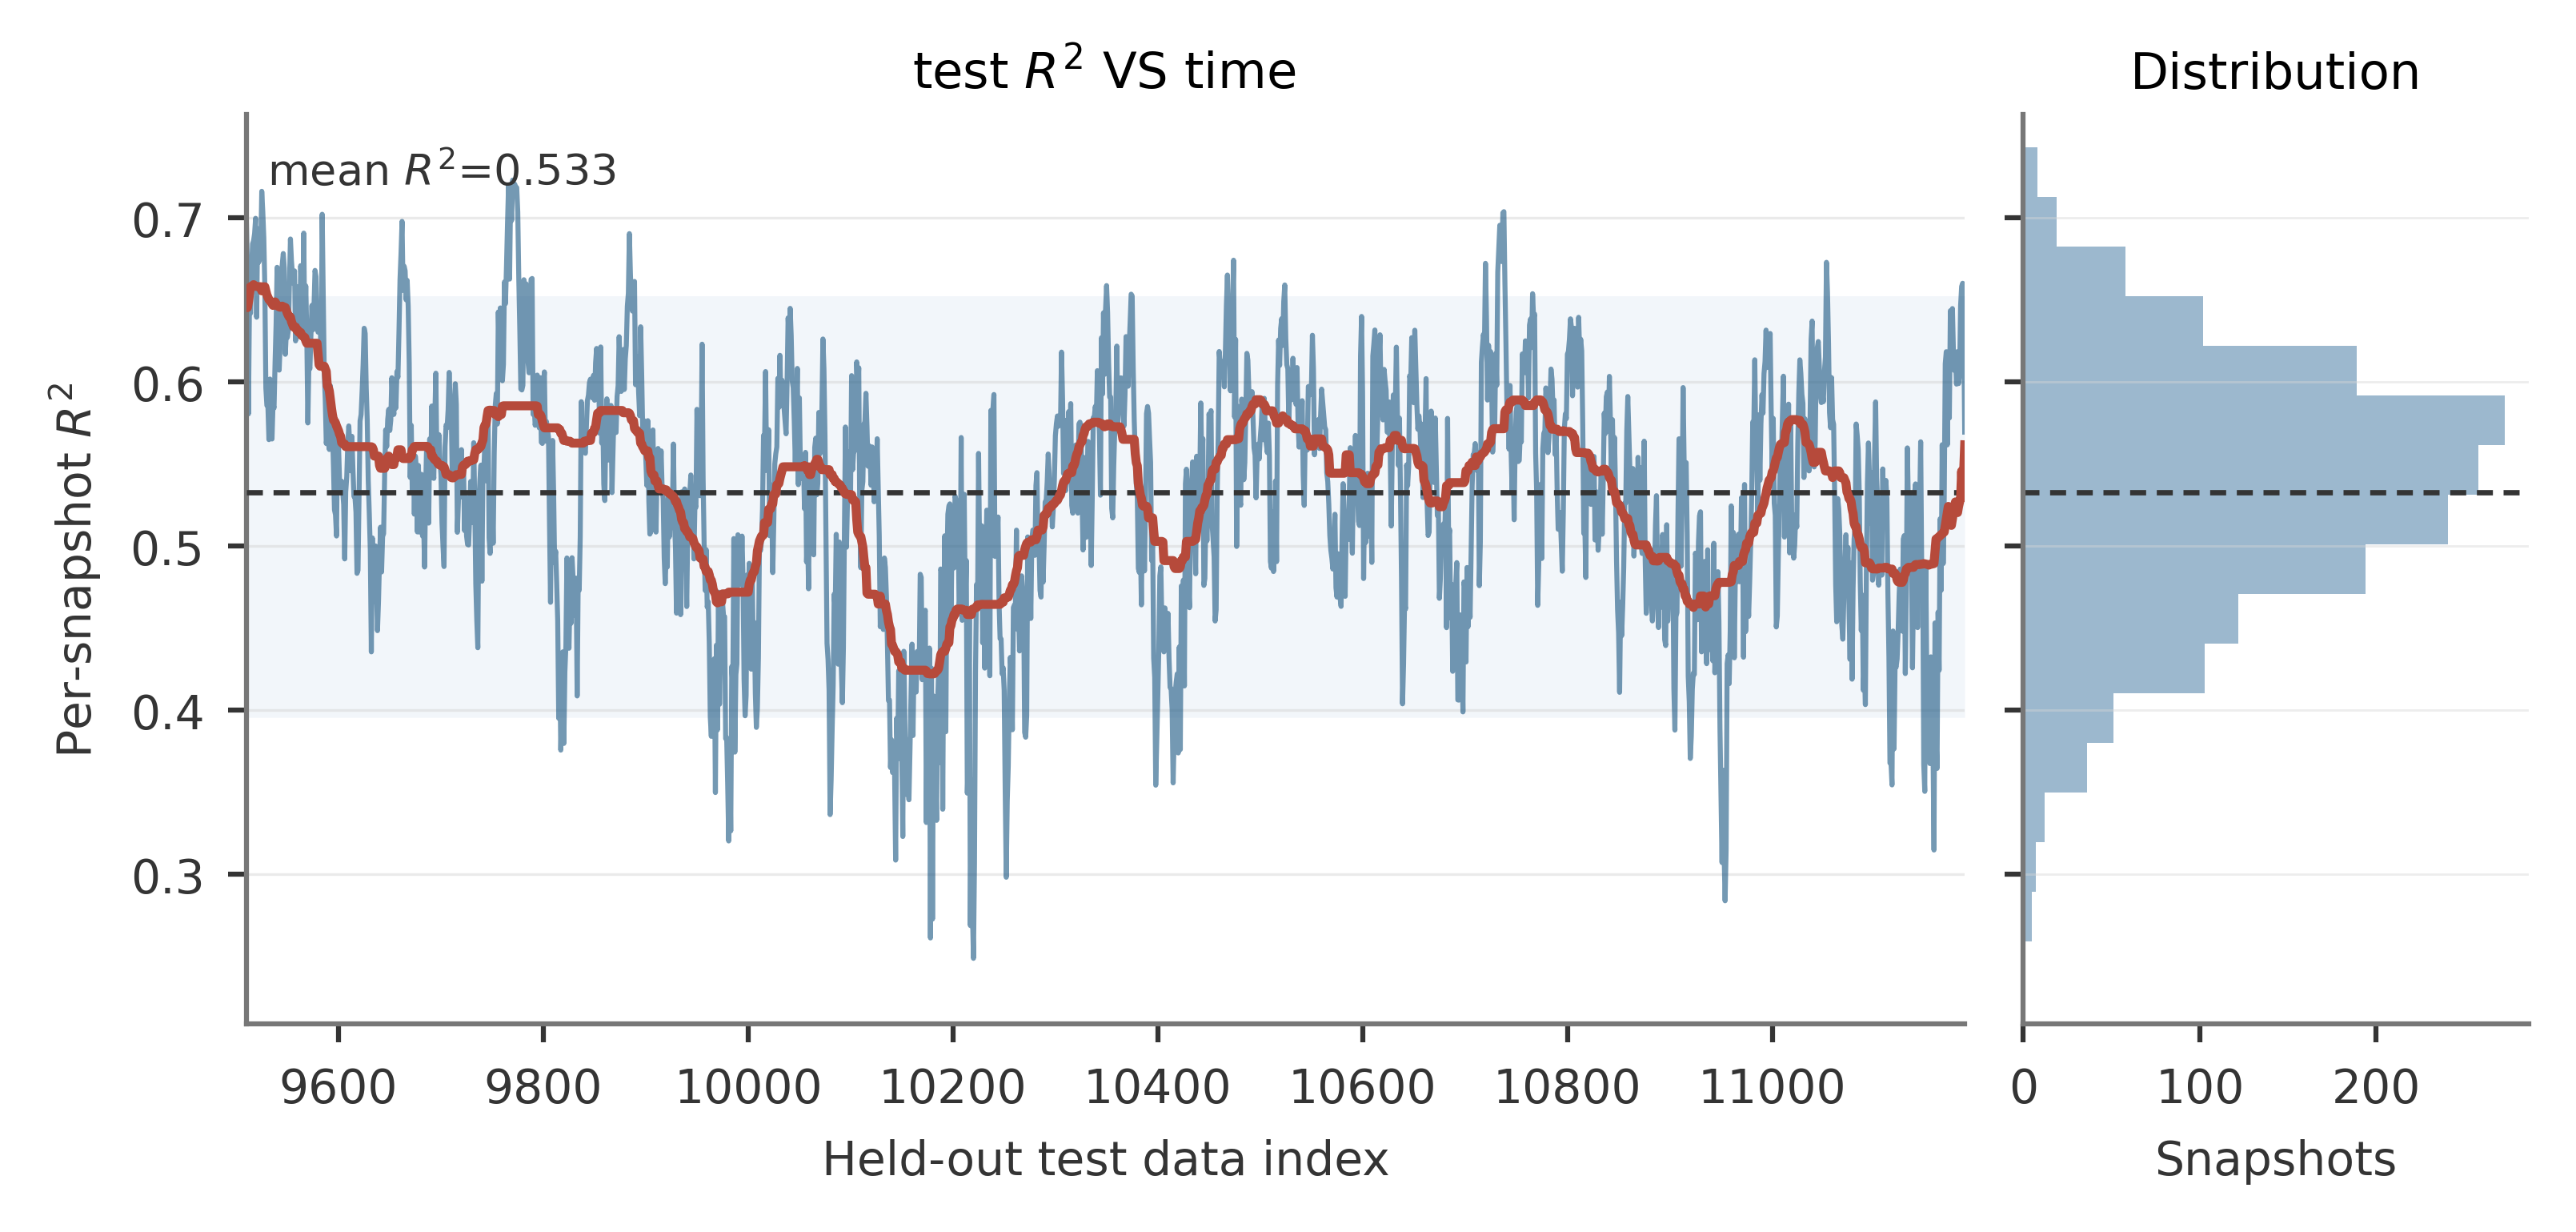 test R² VS time
Distribution
mean R²=0.533
Per-snapshot R²
0.7
0.6
0.5
0.4
0.3
9600 9800 10000 10200 10400 10600 10800 11000
0 100 200
Held-out test data index
Snapshots